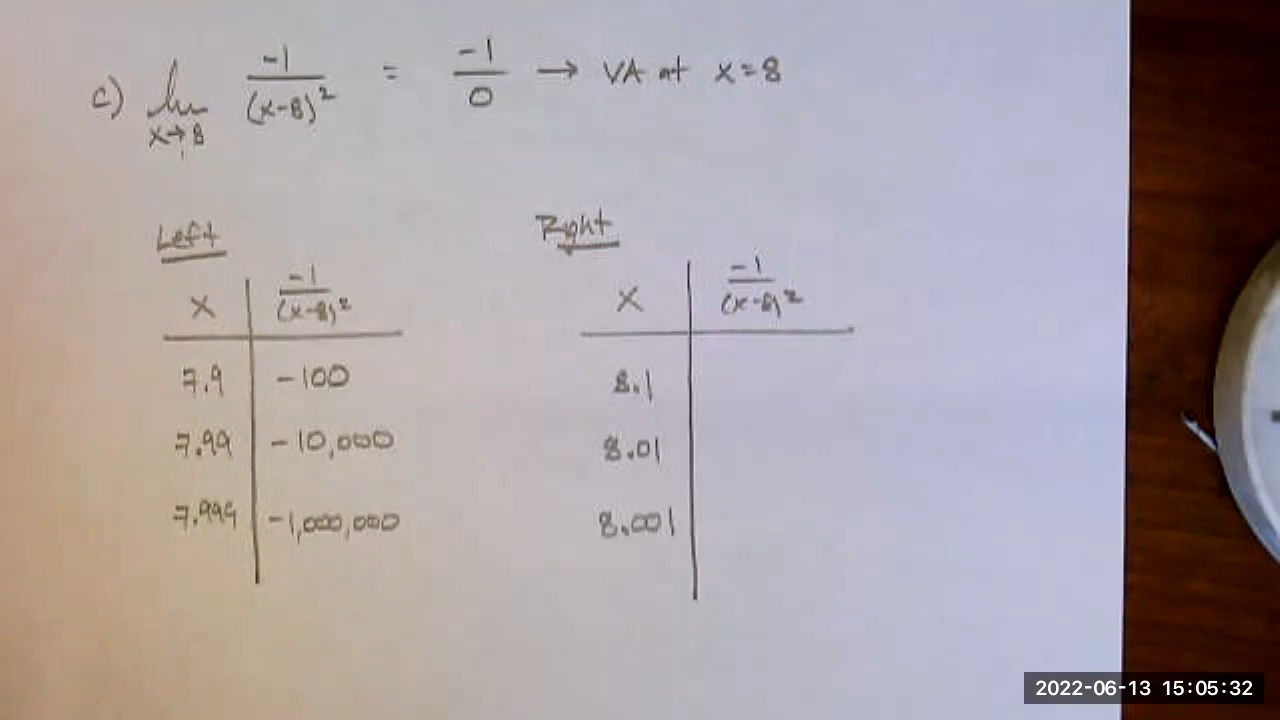 c) lim x→8 -1/(x-8)² = -1/0 → VA at x=8
Left
x | -1/(x-8)²
7.9 | -100
7.99 | -10,000
7.999 | -1,000,000
Right
x | -1/(x-8)²
8.1
8.01
8.001
2022-06-13 15:05:32